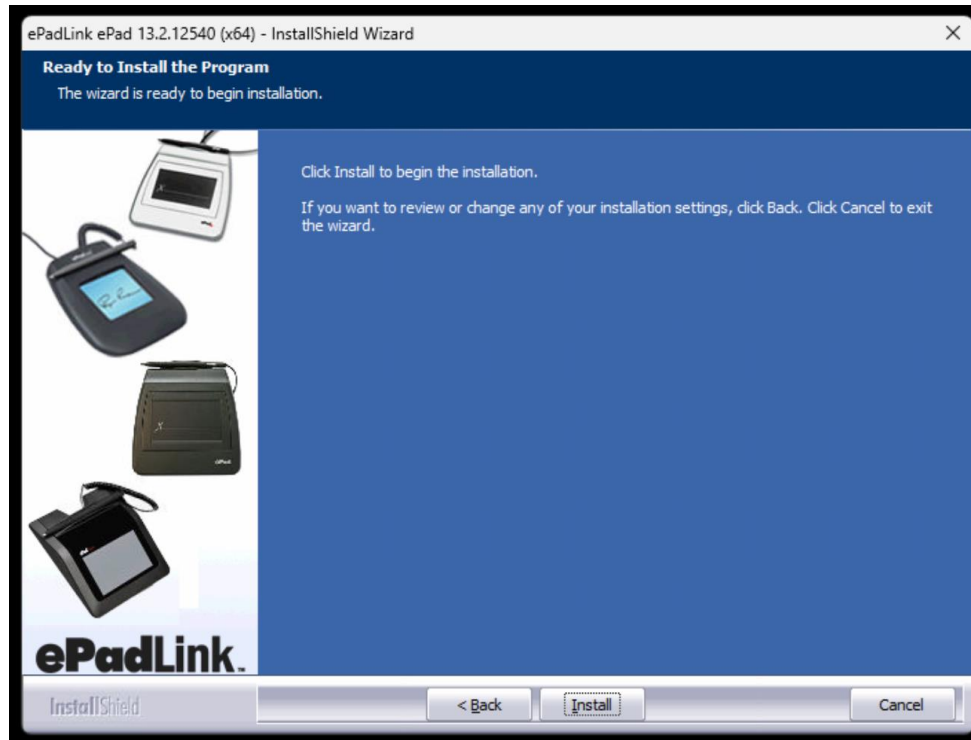 ePadLink ePad 13.2.12540 (x64) - InstallShield Wizard
Ready to Install the Program
The wizard is ready to begin installation.
Click Install to begin the installation.
If you want to review or change any of your installation settings, click Back. Click Cancel to exit
the wizard.
X
X
ePadLink™
InstallShield
< Back
Install
Cancel